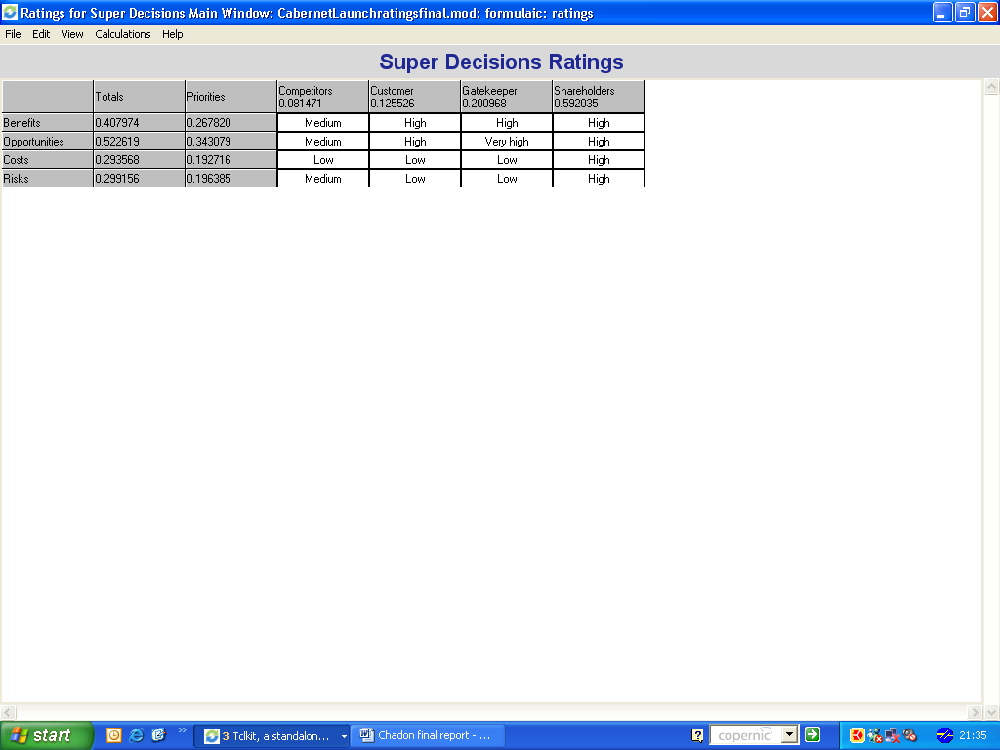 Ratings for Super Decisions Main Window: CabernetLaunchratingsfinal.mod: formulaic: ratings
File Edit View Calculations Help
Super Decisions Ratings
Totals Priorities Competitors 0.081471 Customer 0.125526 Gatekeeper 0.200968 Shareholders 0.592035
Benefits 0.407974 0.267820 Medium High High High
Opportunities 0.522619 0.343079 Medium High Very high High
Costs 0.293568 0.192716 Low Low Low High
Risks 0.299156 0.196385 Medium Low Low High
start 3 Tclkit, a standalon... Chadon final report - ... copernic 21:35